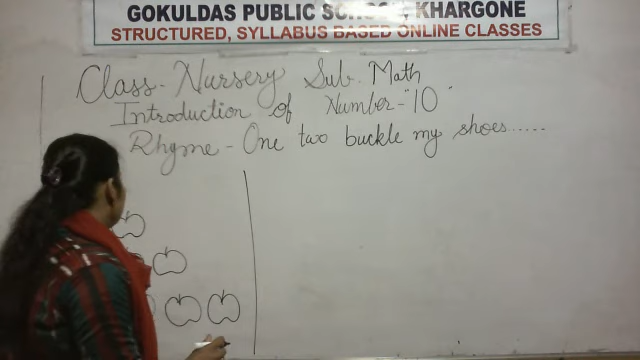 GOKULDAS PUBLIC SCHOOL, KHARGONE
STRUCTURED, SYLLABUS BASED ONLINE CLASSES
Class - Nursery Sub. Math
Introduction of Number - "10"
Rhyme - One two buckle my shoes.....